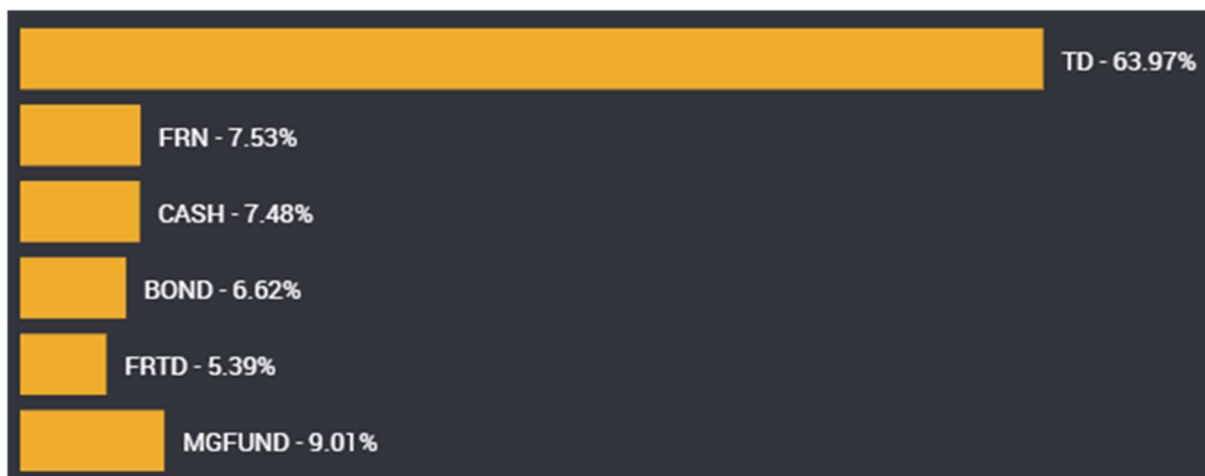 TD - 63.97%
FRN - 7.53%
CASH - 7.48%
BOND - 6.62%
FRTD - 5.39%
MGFUND - 9.01%